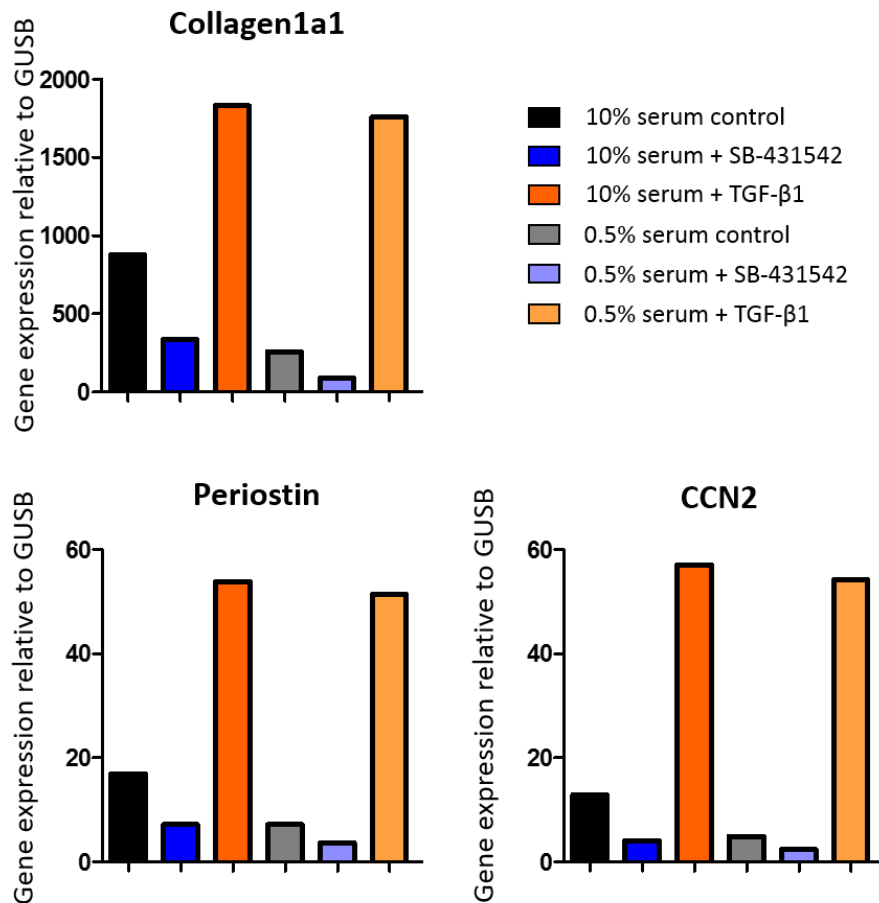 Collagen1a1
Gene expression relative to GUSB
2000
1500
1000
500
0
10% serum control
10% serum + SB-431542
10% serum + TGF-β1
0.5% serum control
0.5% serum + SB-431542
0.5% serum + TGF-β1
Periostin
Gene expression relative to GUSB
60
40
20
0
CCN2
Gene expression relative to GUSB
60
40
20
0